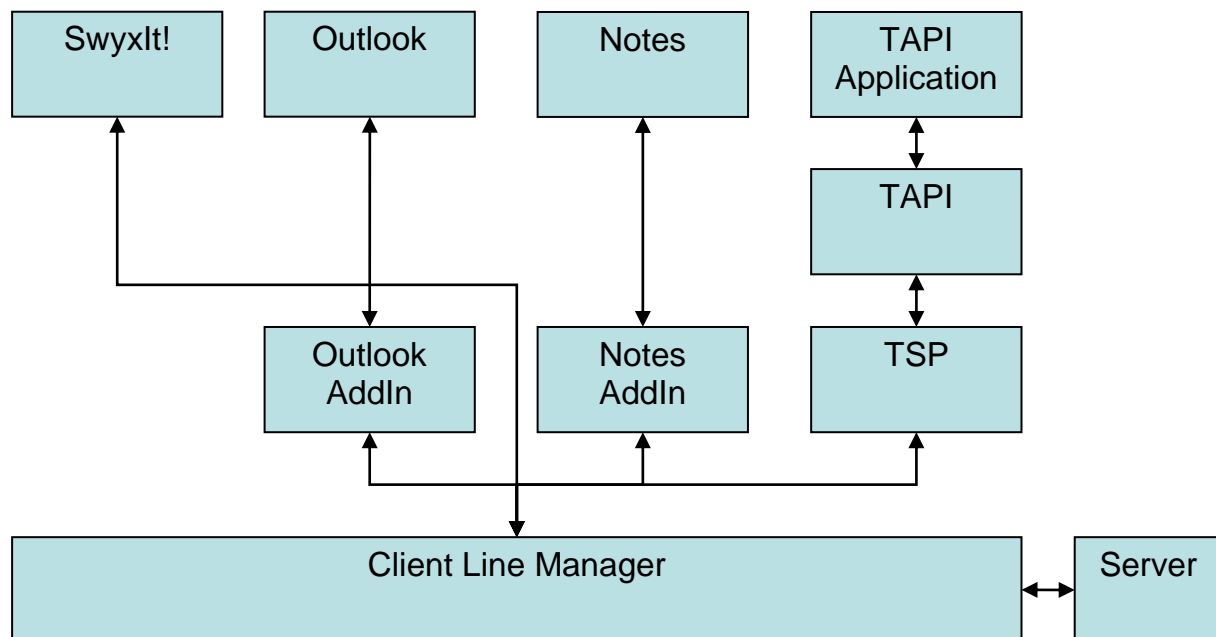 SwyxIt!
Outlook
Notes
TAPI
Application
TAPI
Outlook
AddIn
Notes
AddIn
TSP
Client Line Manager
Server